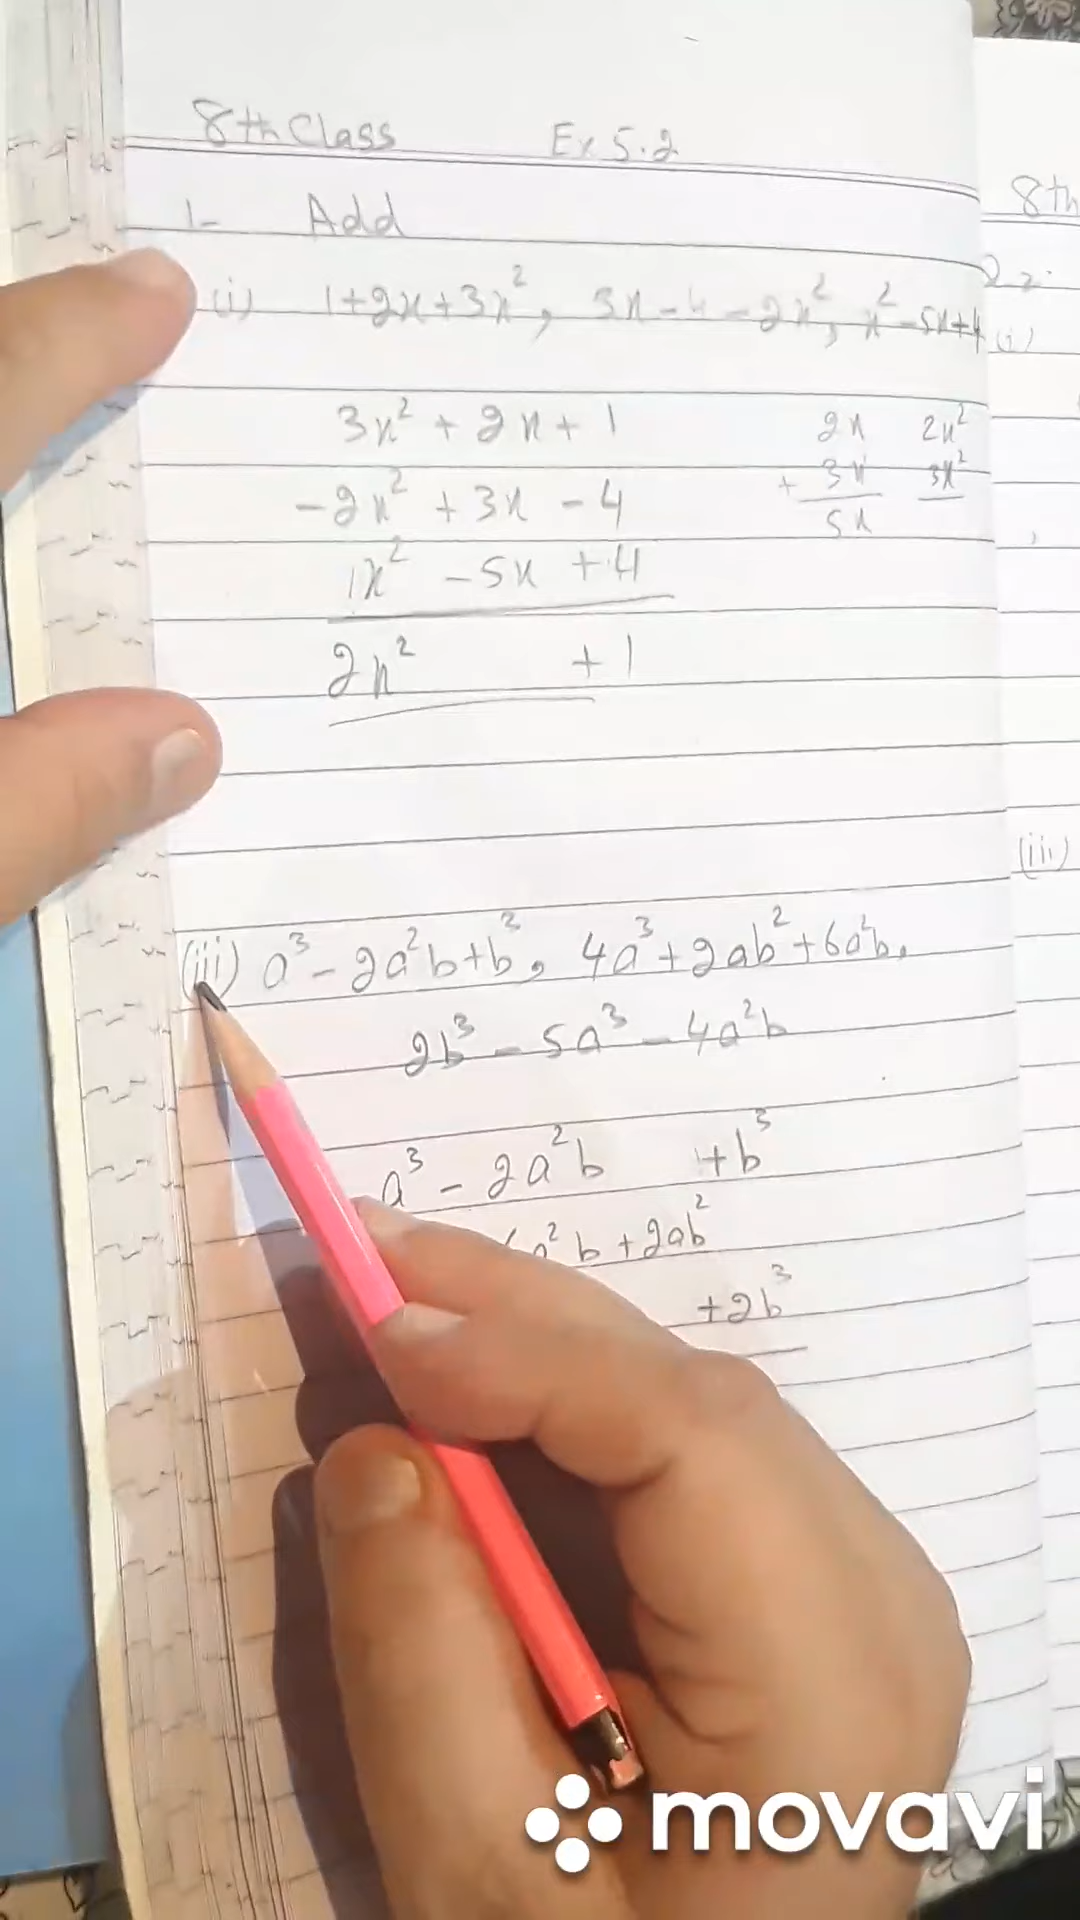 8th Class Ex 5.2
1- Add
(i) 1+2x+3x², 3x-4-2x², x²-5x+4
3x² + 2x + 1
-2x² + 3x - 4
1x² - 5x + 4
2x² + 1
2x 2x²
+ 3x 3x²
5x
(iii) a³-2a²b+b³, 4a³+2ab²+6a²b,
2b³-5a³-4a²b
a³ - 2a²b +b³
a²b + 2ab²
+2b³
8th
(i)
(iii)
movavi